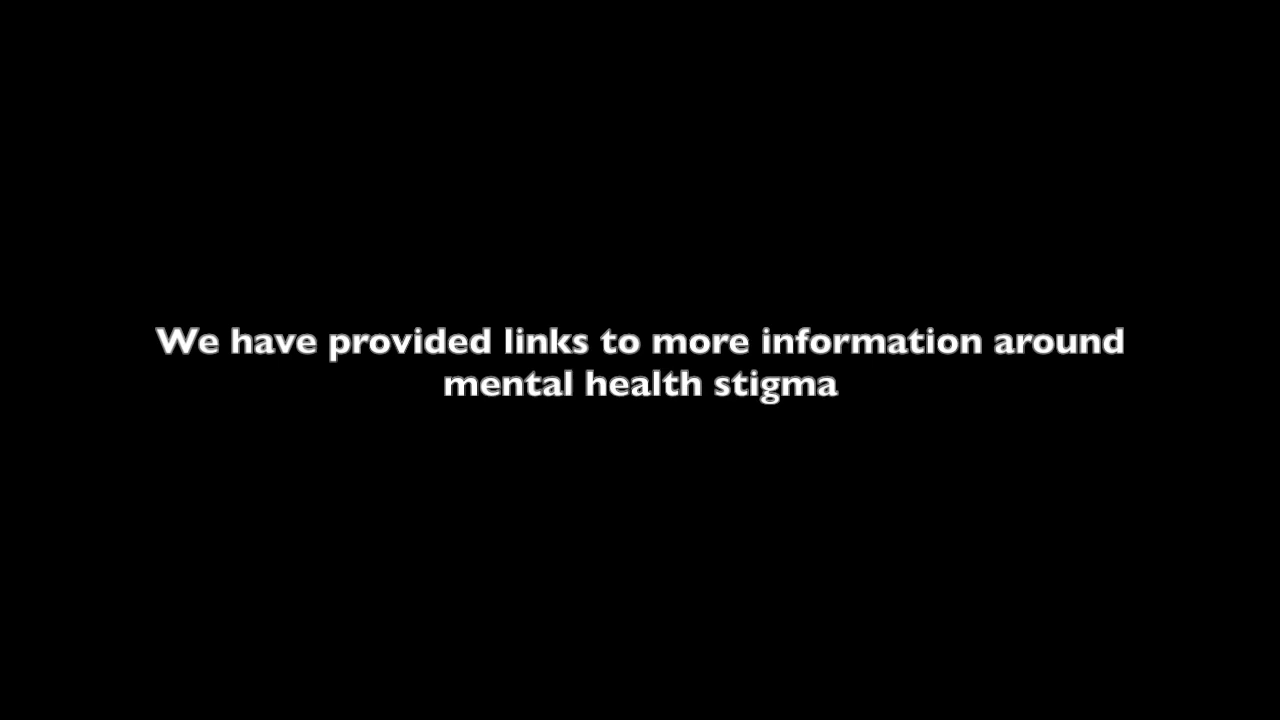 We have provided links to more information around
mental health stigma